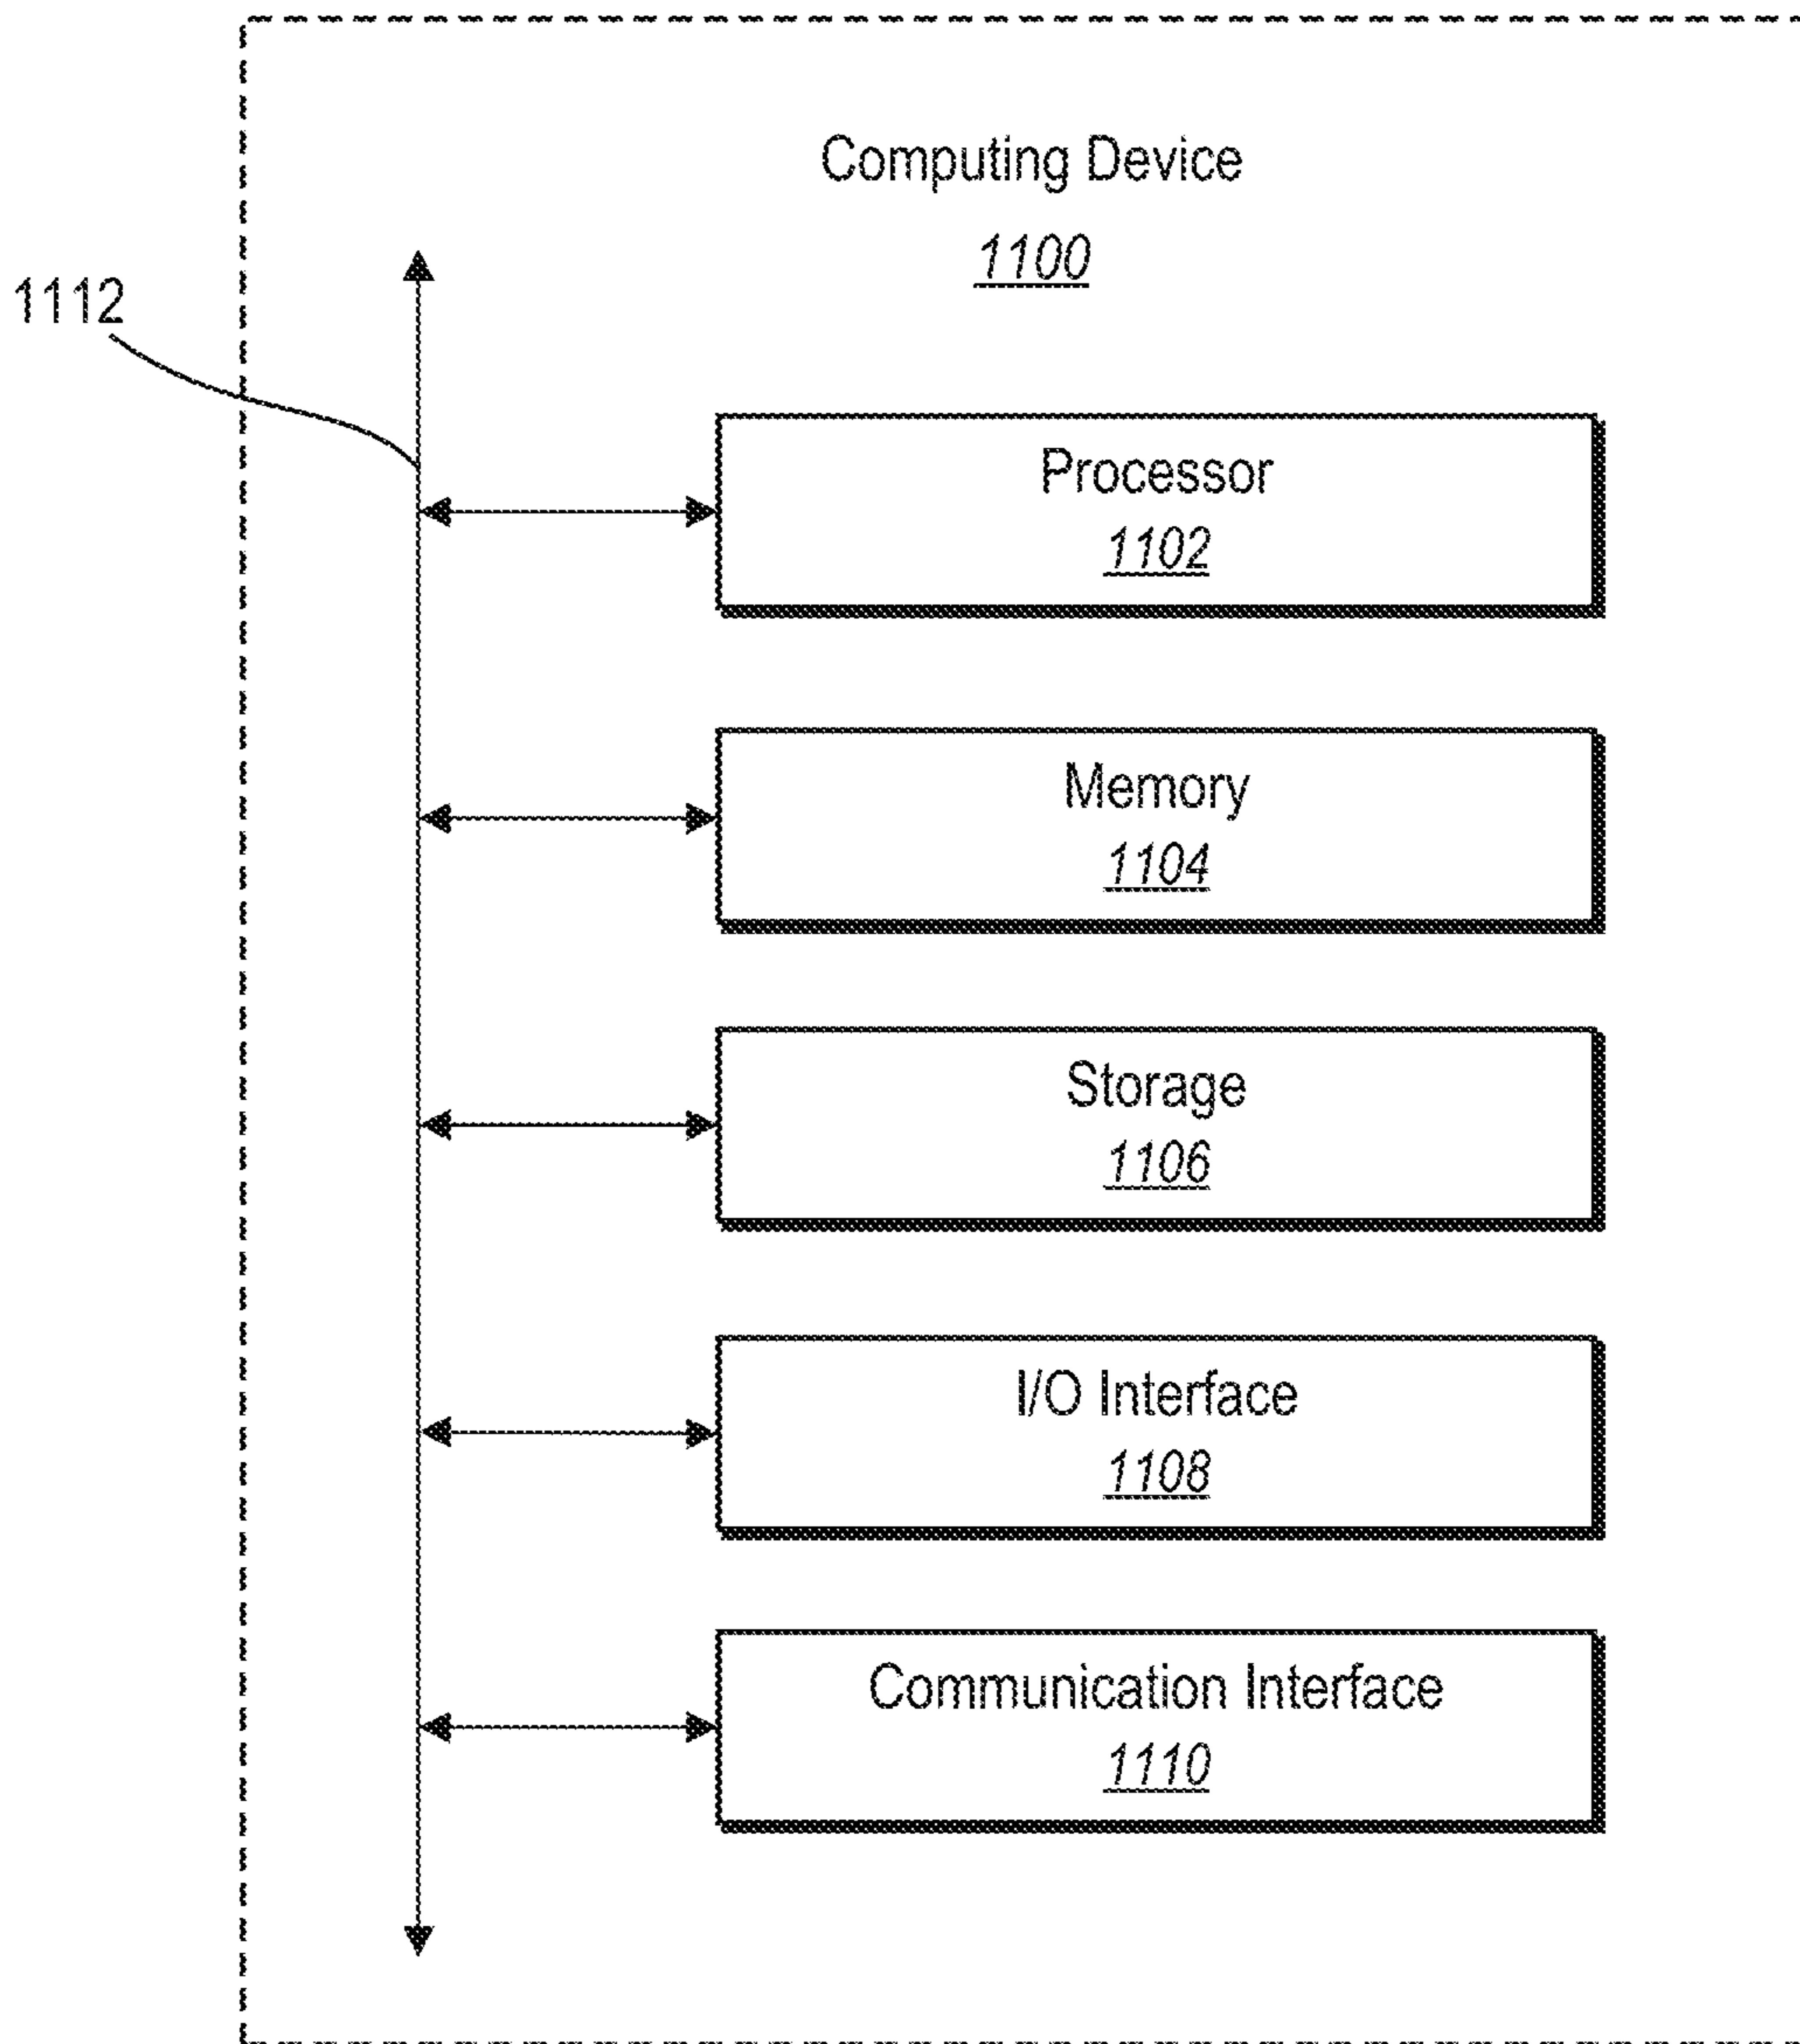 Computing Device
1100
1112
Processor
1102
Memory
1104
Storage
1106
I/O Interface
1108
Communication Interface
1110